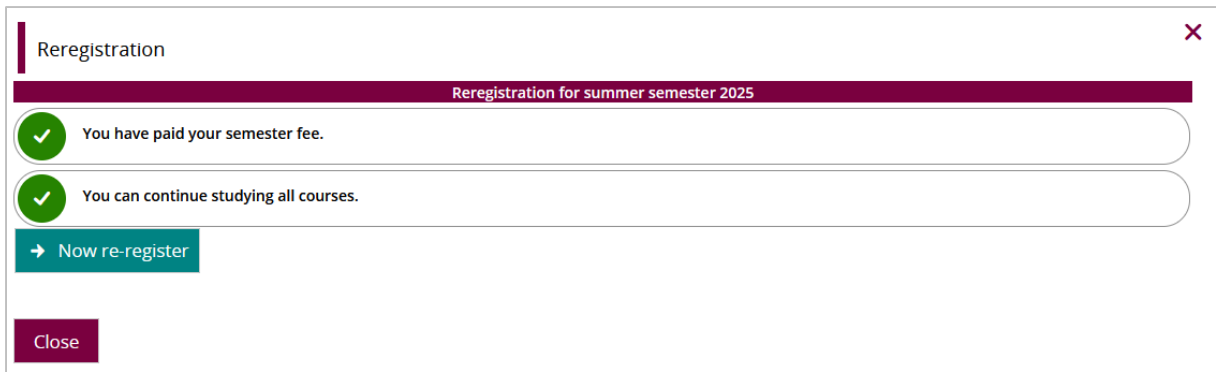 Reregistration
Reregistration for summer semester 2025
You have paid your semester fee.
You can continue studying all courses.
Now re-register
Close